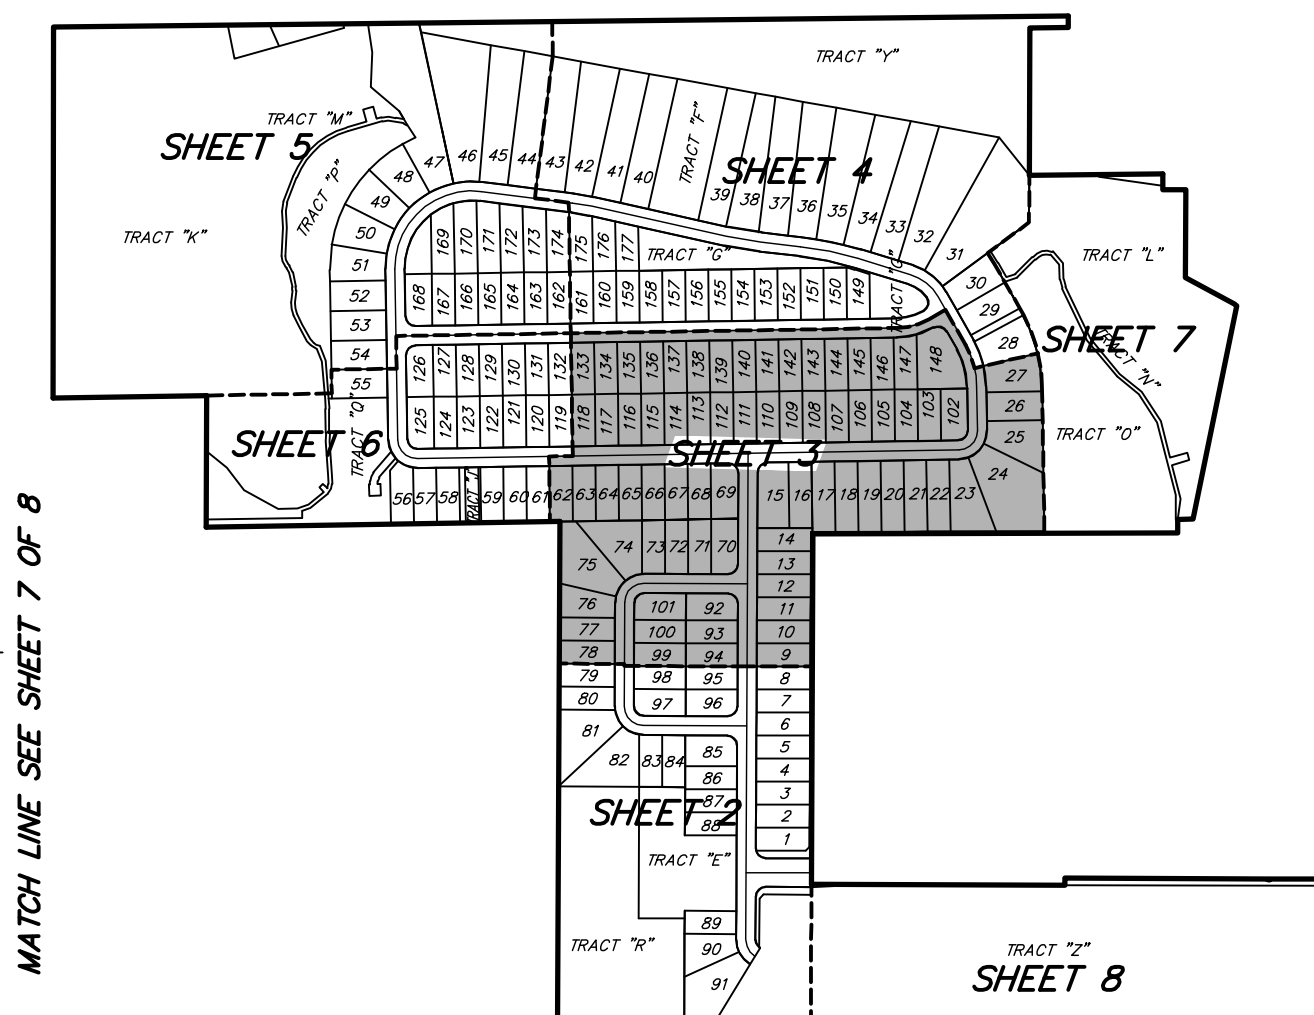 TRACT "Y"
TRACT "M"
SHEET 5
TRACT "F"
SHEET 4
47 46 45 44 43 42 41 40
39 38 37 36 35 34 33 32 31
48
49
50
51
52
53
54
55
TRACT "P"
TRACT "K"
169 170 171 172 173 174 175 176 177
TRACT "G"
TRACT "G"
TRACT "L"
168 167 166 165 164 163 162 161 160 159 158 157 156 155 154 153 152 151 150 149
30
29
28
27
26
25
24
SHEET 7
TRACT "N"
TRACT "O"
126 127 128 129 130 131 132 133 134 135 136 137 138 139 140 141 142 143 144 145 146 147 148
125 124 123 122 121 120 119 118 117 116 115 114 113 112 111 110 109 108 107 106 105 104 103 102
SHEET 6
TRACT "Q"
SHEET 3
56 57 58
TRACT "J"
59 60 61 62 63 64 65 66 67 68 69
15 16 17 18 19 20 21 22 23
75 74 73 72 71 70
14
13
12
11
10
9
8
7
6
5
4
3
2
1
76
77
78
79
80
81
82 83 84
101 92
100 93
99 94
98 95
97 96
85
86
87
88
SHEET 2
TRACT "E"
89
90
91
TRACT "R"
TRACT "Z"
SHEET 8
MATCH LINE SEE SHEET 7 OF 8